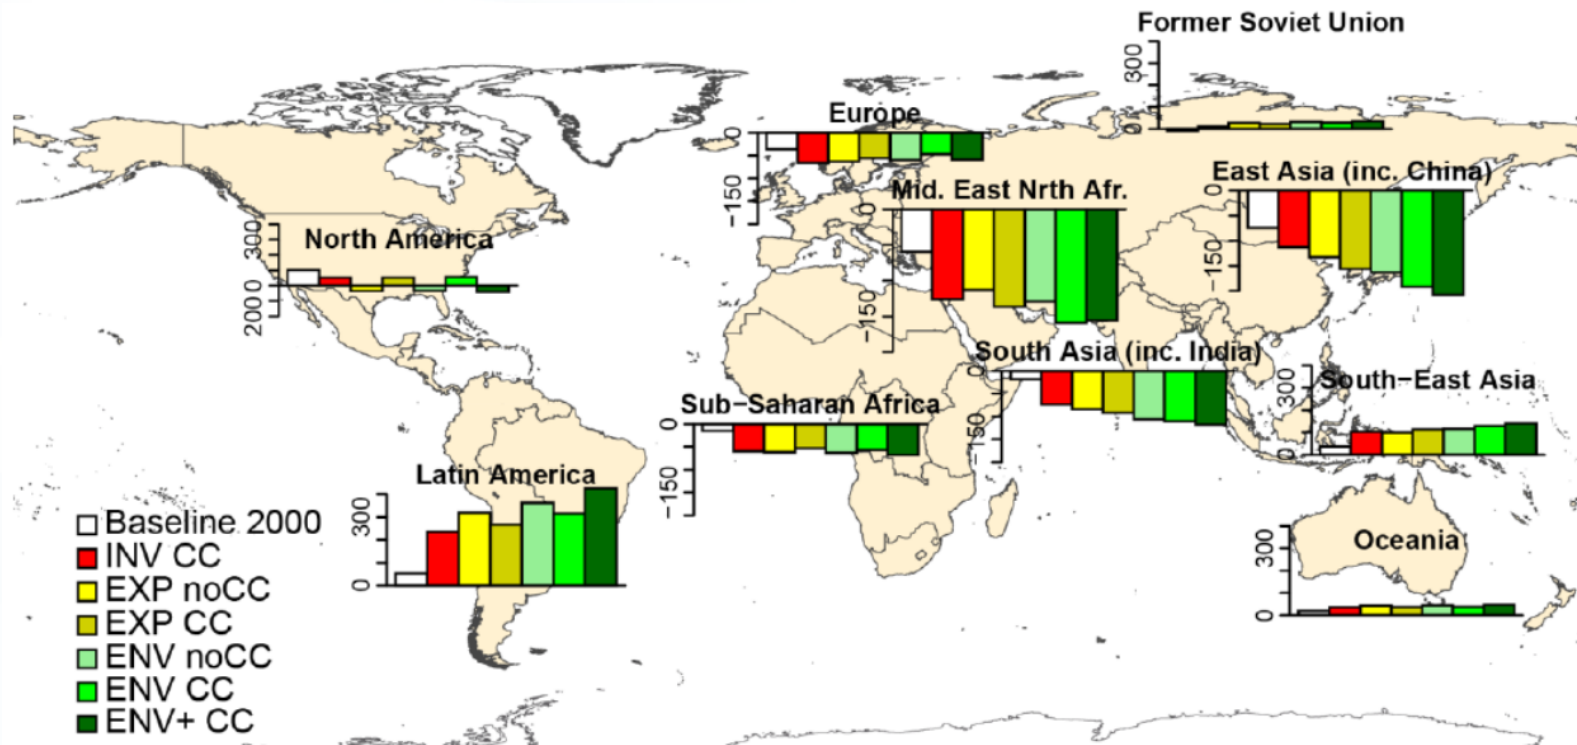 Former Soviet Union
300
0
Europe
0
-150
East Asia (inc. China)
0
-150
Mid. East Nrth Afr.
0
-150
North America
300
2000
South Asia (inc. India)
0
-150
South-East Asia
300
0
Sub-Saharan Africa
0
-150
Latin America
300
0
Oceania
300
0
Baseline 2000
INV CC
EXP noCC
EXP CC
ENV noCC
ENV CC
ENV+ CC